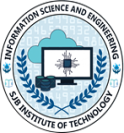 INFORMATION SCIENCE AND ENGINEERING
SJB INSTITUTE OF TECHNOLOGY